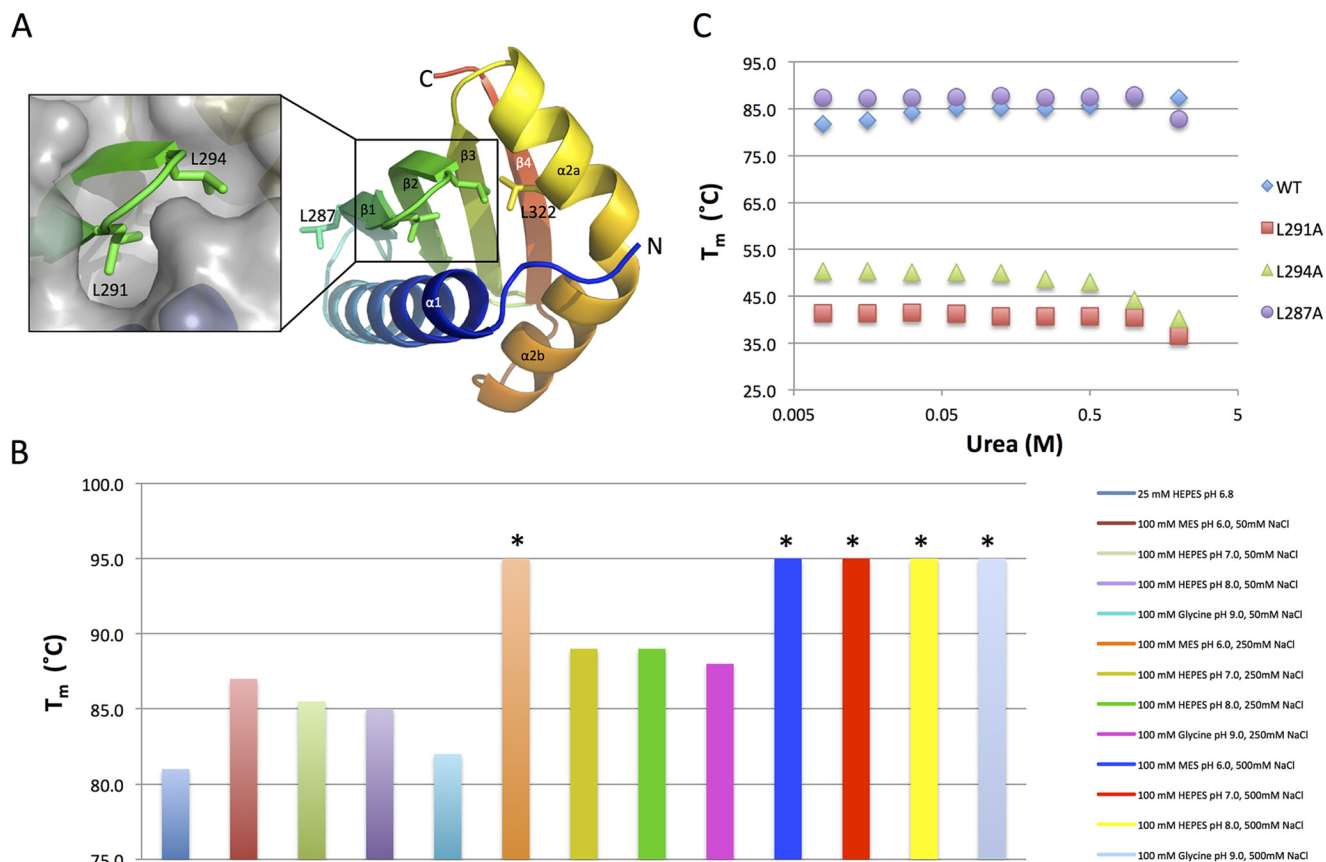 A
C
N
L294
L291
L287
L322
β1
β2
β3
β4
α1
α2a
α2b
C
95.0
85.0
75.0
65.0
55.0
45.0
35.0
25.0
Tm (°C)
0.005
0.05
0.5
5
Urea (M)
WT
L291A
L294A
L287A
B
100.0
95.0
90.0
85.0
80.0
75.0
Tm (°C)
*
*
*
*
*
25 mM HEPES pH 6.8
100 mM MES pH 6.0, 50mM NaCl
100 mM HEPES pH 7.0, 50mM NaCl
100 mM HEPES pH 8.0, 50mM NaCl
100 mM Glycine pH 9.0, 50mM NaCl
100 mM MES pH 6.0, 250mM NaCl
100 mM HEPES pH 7.0, 250mM NaCl
100 mM HEPES pH 8.0, 250mM NaCl
100 mM Glycine pH 9.0, 250mM NaCl
100 mM MES pH 6.0, 500mM NaCl
100 mM HEPES pH 7.0, 500mM NaCl
100 mM HEPES pH 8.0, 500mM NaCl
100 mM Glycine pH 9.0, 500mM NaCl